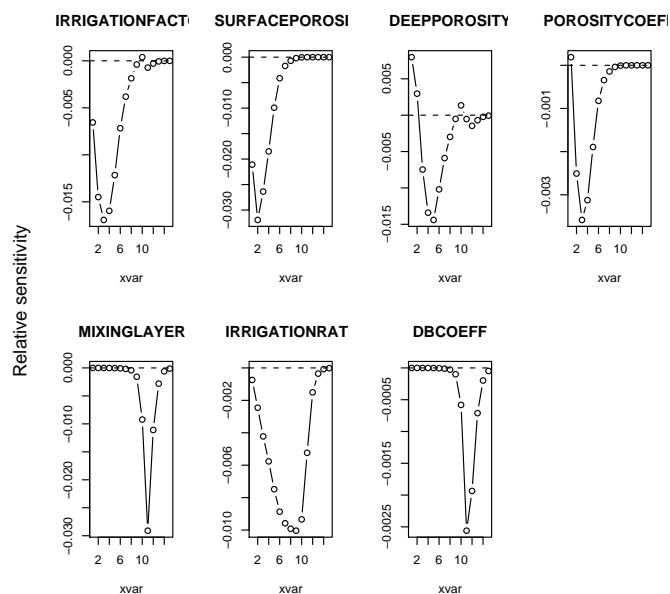 IRRIGATIONFACT
SURFACEPOROSI
DEEPPOROSITY
POROSITYCOEF
Relative sensitivity
0.000
-0.005
-0.015
2 6 10
xvar
0.000
-0.010
-0.020
-0.030
2 6 10
xvar
0.005
-0.005
-0.015
2 6 10
xvar
-0.001
-0.003
2 6 10
xvar
MIXINGLAYER
IRRIGATIONRAT
DBCOEFF
0.000
-0.010
-0.020
-0.030
2 6 10
xvar
-0.002
-0.006
-0.010
2 6 10
xvar
-0.0005
-0.0015
-0.0025
2 6 10
xvar